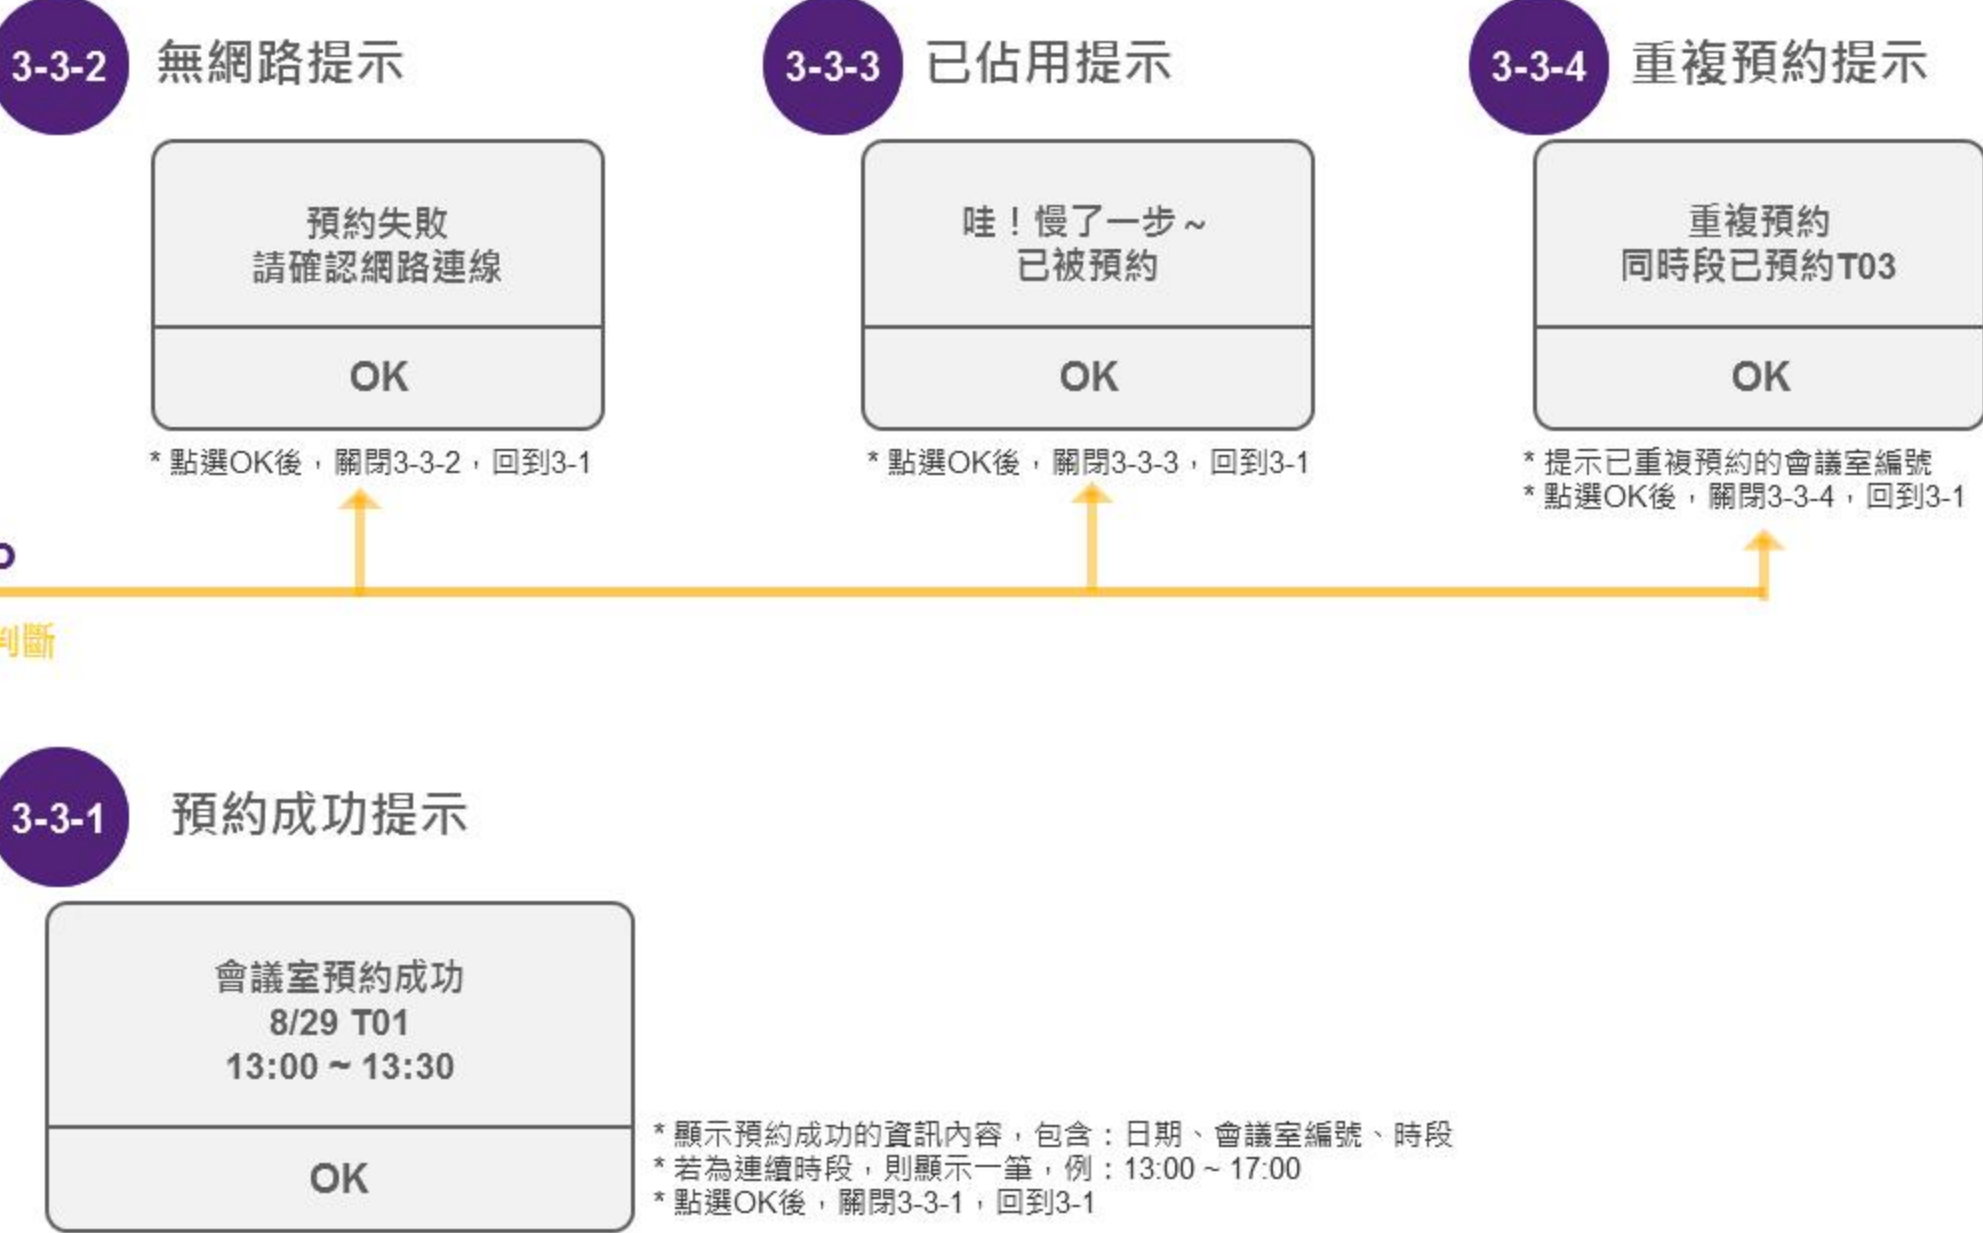 3-3-2 無網路提示
預約失敗
請確認網路連線
OK
* 點選OK後，關閉3-3-2，回到3-1
3-3-3 已佔用提示
哇！慢了一步~
已被預約
OK
* 點選OK後，關閉3-3-3，回到3-1
3-3-4 重複預約提示
重複預約
同時段已預約T03
OK
* 提示已重複預約的會議室編號
* 點選OK後，關閉3-3-4，回到3-1
判斷
3-3-1 預約成功提示
會議室預約成功
8/29 T01
13:00 ~ 13:30
OK
* 顯示預約成功的資訊內容，包含：日期、會議室編號、時段
* 若為連續時段，則顯示一筆，例：13:00 ~ 17:00
* 點選OK後，關閉3-3-1，回到3-1